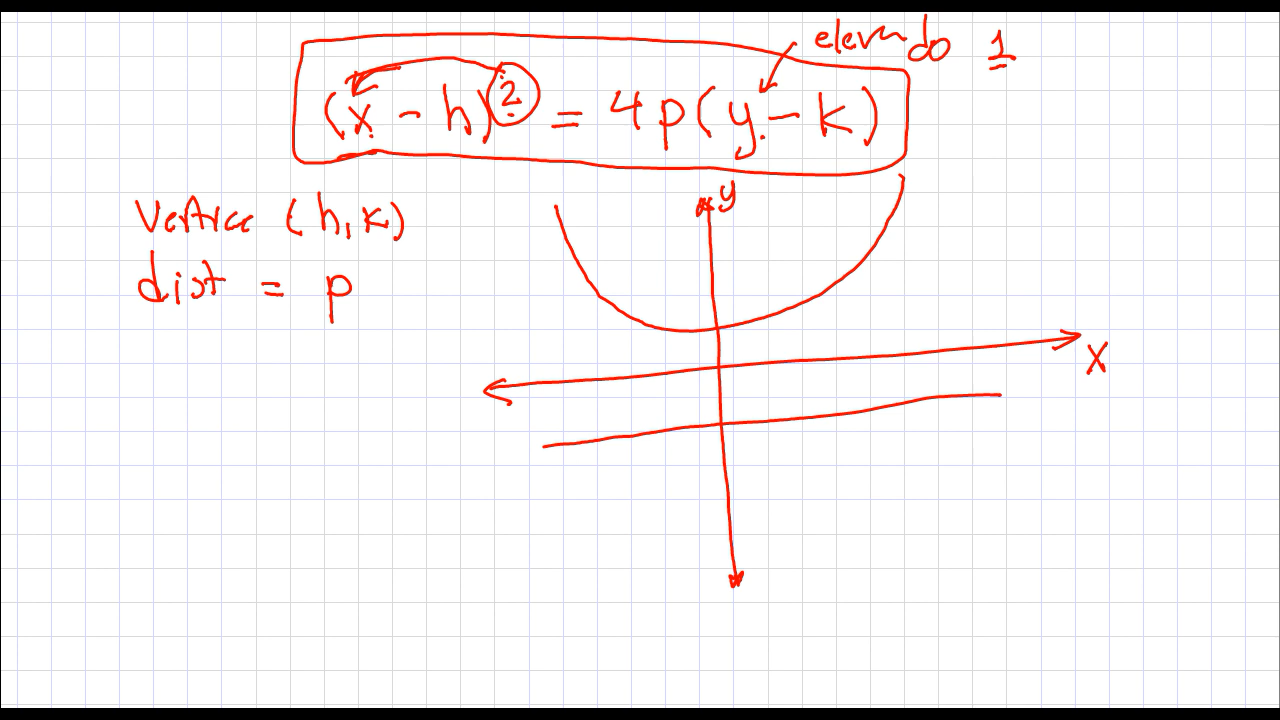 elevado 1
(x - h)² = 4p(y - k)
Vertice (h, k)
dist = p
y
x